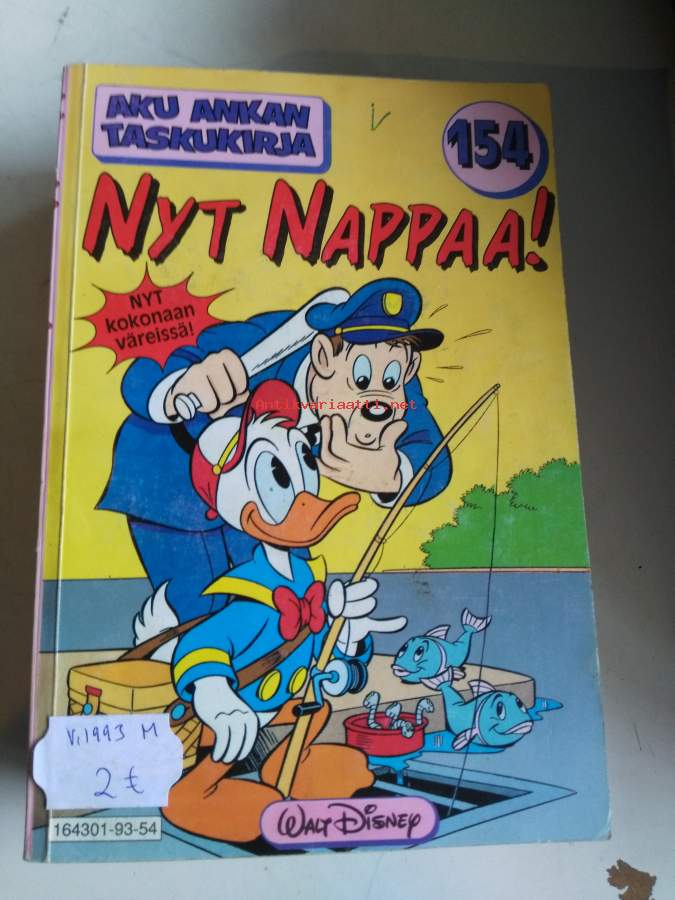 AKU ANKAN
TASKUKIRJA
154
NYT NAPPAA!
NYT
kokonaan
väreissä!
Antikvariaatti.net
V.1993 M
2 €
164301-93-54
WALT DISNEY